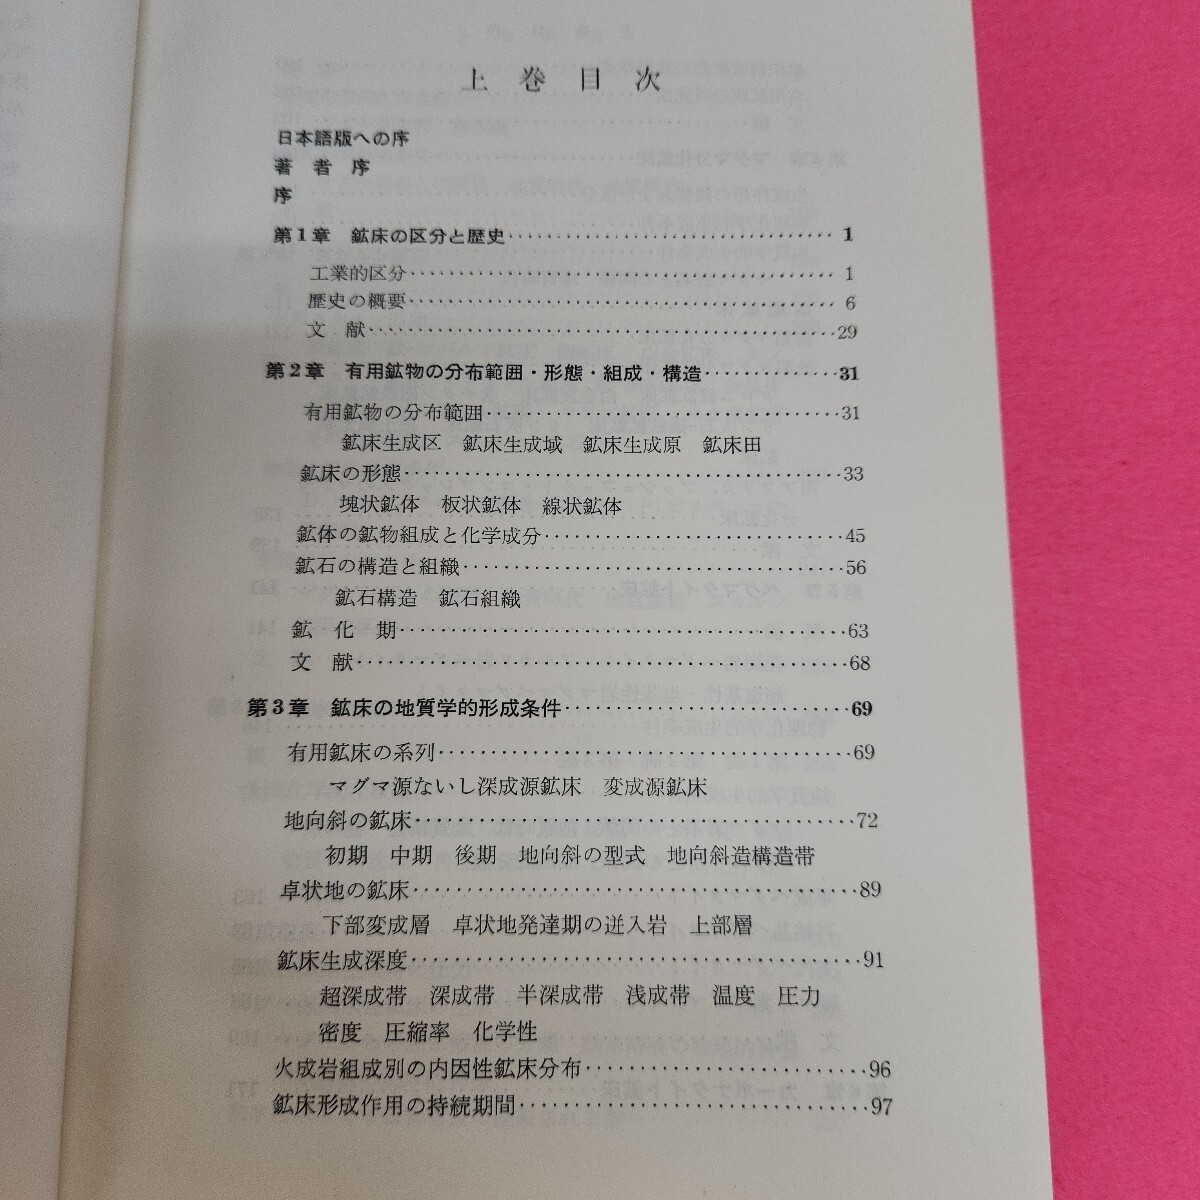 上巻目次
日本語版への序
著者序
序
第1章 鉱床の区分と歴史 1
工業的区分 1
歴史の概要 6
文献 29
第2章 有用鉱物の分布範囲・形態・組成・構造 31
有用鉱物の分布範囲 31
鉱床生成区 鉱床生成域 鉱床生成原 鉱床田
鉱床の形態 33
塊状鉱体 板状鉱体 線状鉱体
鉱体の鉱物組成と化学成分 45
鉱石の構造と組織 56
鉱石構造 鉱石組織
鉱化期 63
文献 68
第3章 鉱床の地質学的形成条件 69
有用鉱床の系列 69
マグマ源ないし深成源鉱床 変成源鉱床
地向斜の鉱床 72
初期 中期 後期 地向斜の型式 地向斜造構造帯
卓状地の鉱床 89
下部変成層 卓状地発達期の迸入岩 上部層
鉱床生成深度 91
超深成帯 深成帯 半深成帯 浅成帯 温度 圧力
密度 圧縮率 化学性
火成岩組成別の内因性鉱床分布 96
鉱床形成作用の持続期間 97